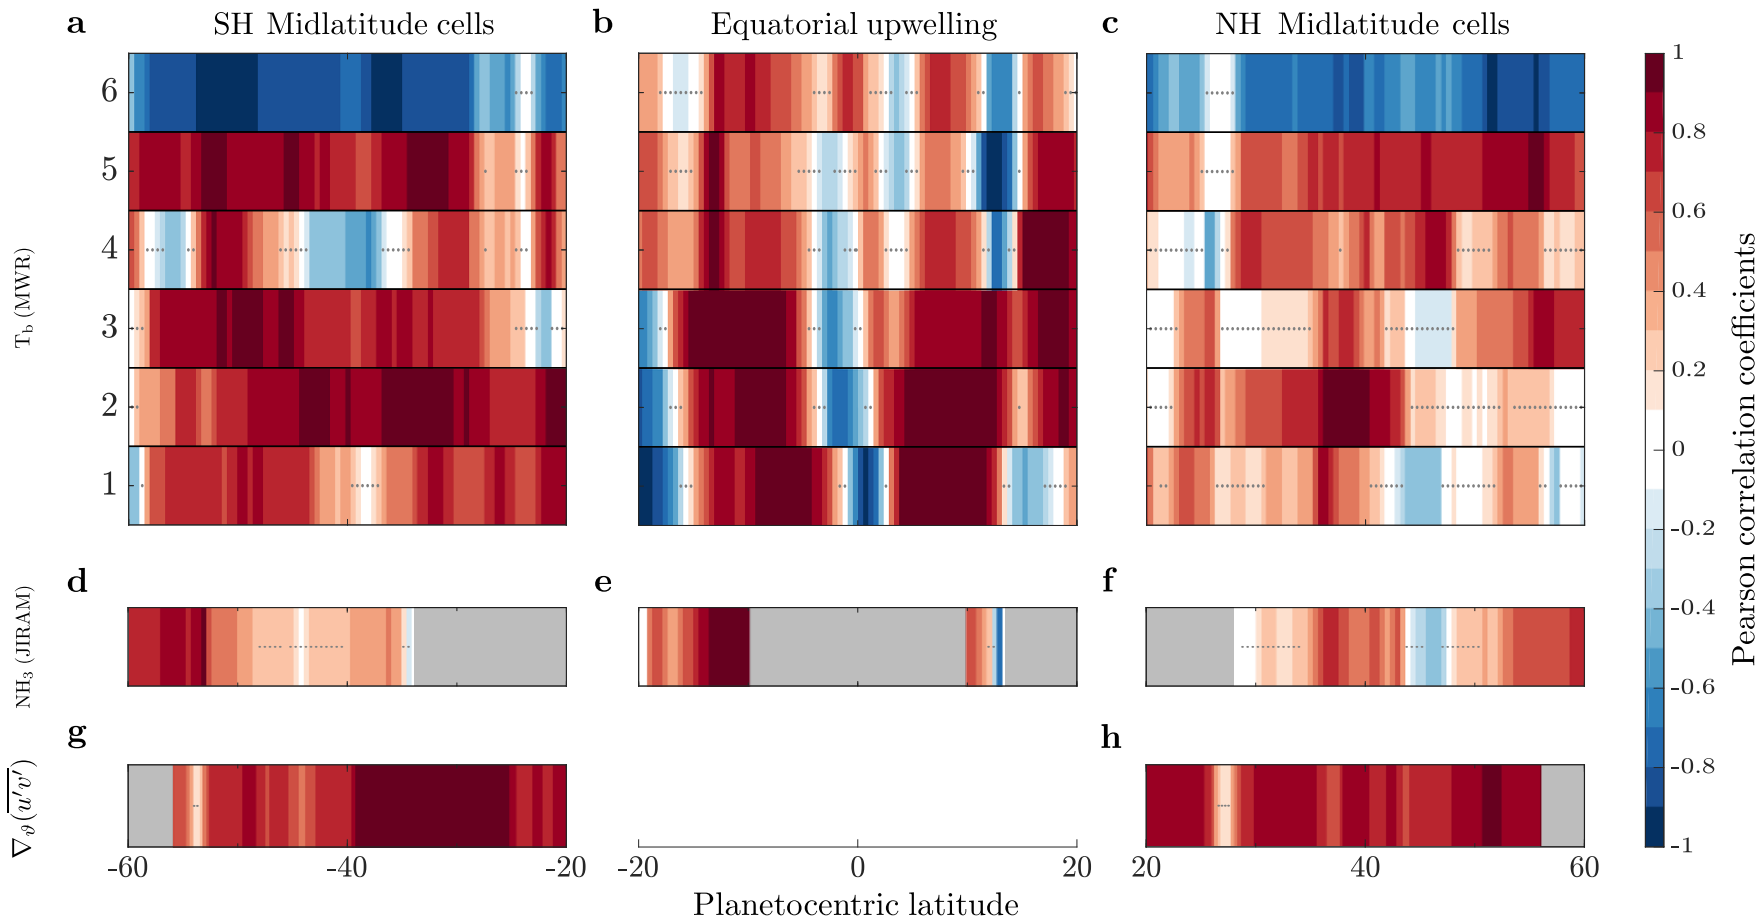 a SH Midlatitude cells b Equatorial upwelling c NH Midlatitude cells
6
5
4
3
2
1
T_b (MWR)
1
0.8
0.6
0.4
0.2
0
-0.2
-0.4
-0.6
-0.8
-1
Pearson correlation coefficients
d e f
NH_3 (JIRAM)
g h
∇_ϑ(u′v′)
-60 -40 -20 -20 0 20 20 40 60
Planetocentric latitude